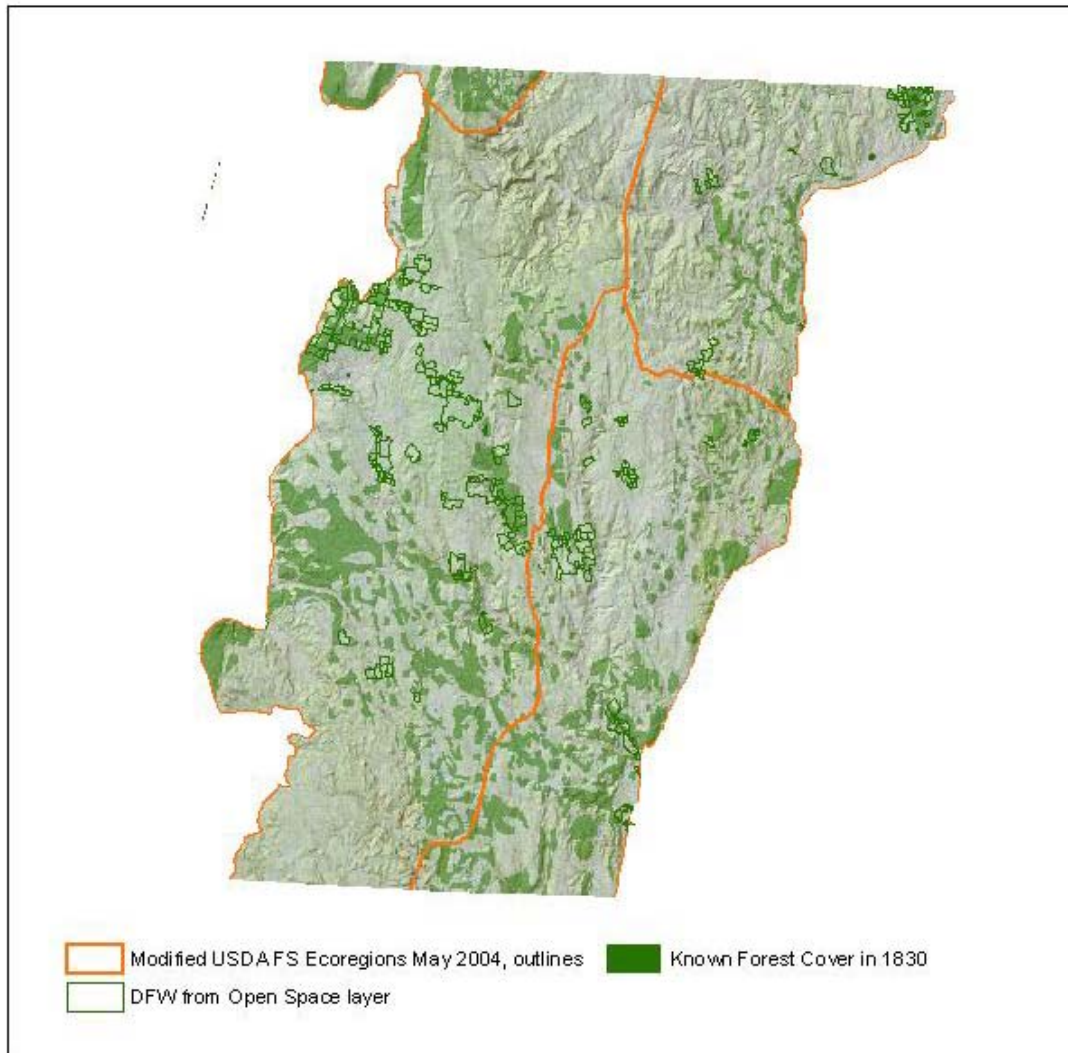 Modified USDA FS Ecoregions May 2004, outlines
Known Forest Cover in 1830
DFW from Open Space layer